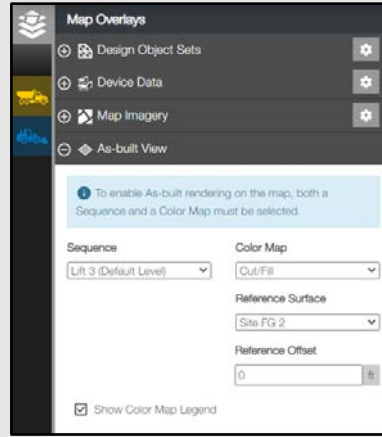 Map Overlays
Design Object Sets
Device Data
Map Imagery
As-built View
To enable As-built rendering on the map, both a
Sequence and a Color Map must be selected.
Sequence
Color Map
Lift 3 (Default Level)
Cut/Fill
Reference Surface
Site FG 2
Reference Offset
0
ft
Show Color Map Legend